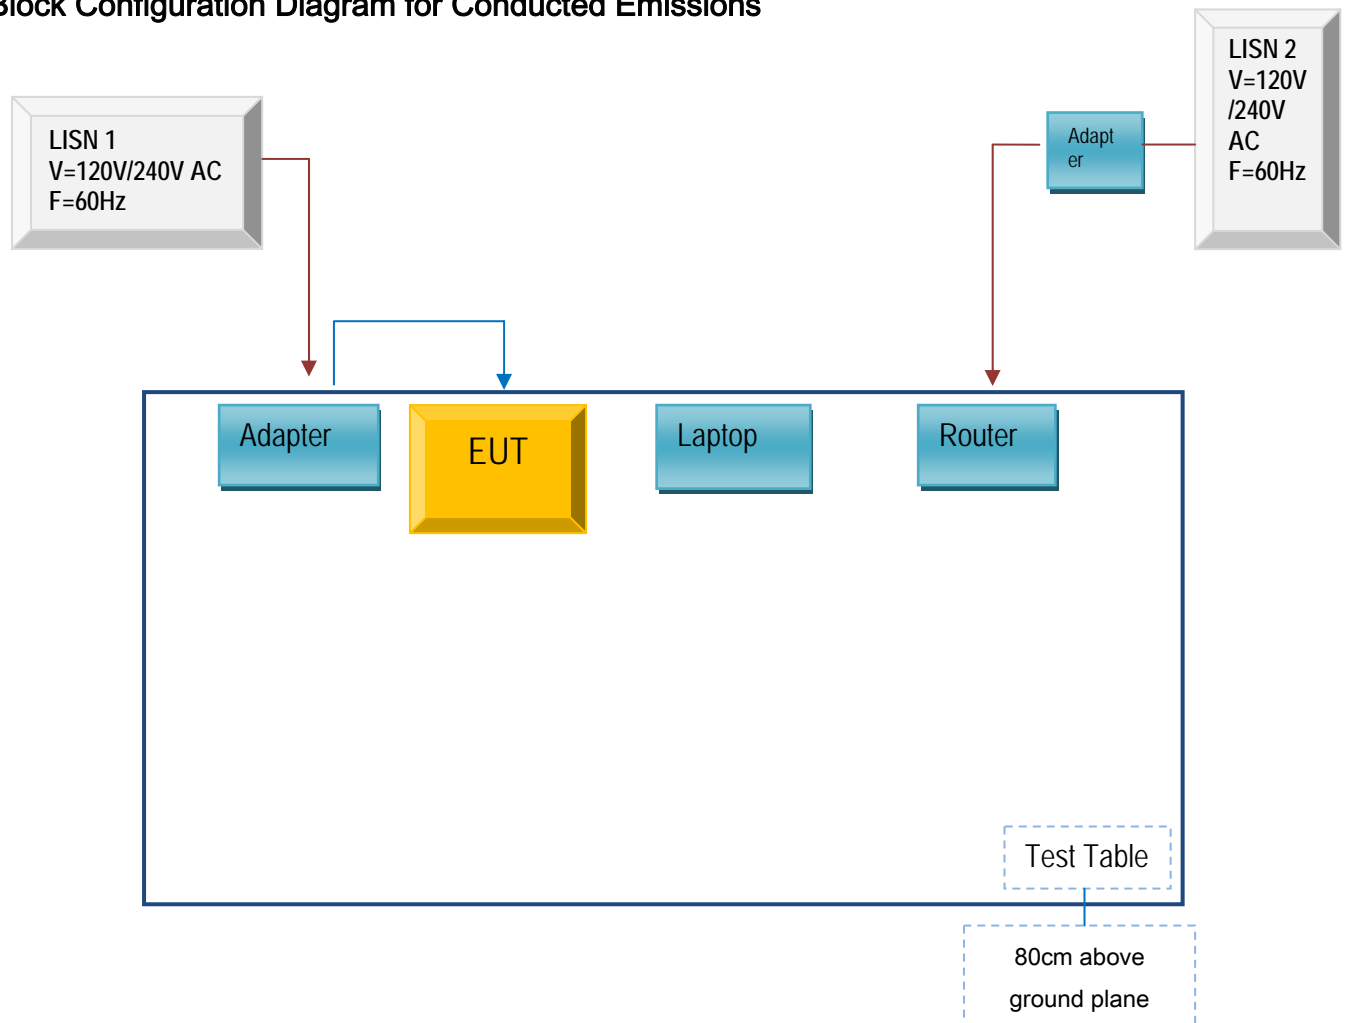 Block Configuration Diagram for Conducted Emissions
LISN 1
V=120V/240V AC
F=60Hz
Adapt
er
LISN 2
V=120V
/240V
AC
F=60Hz
Adapter
EUT
Laptop
Router
Test Table
80cm above
ground plane